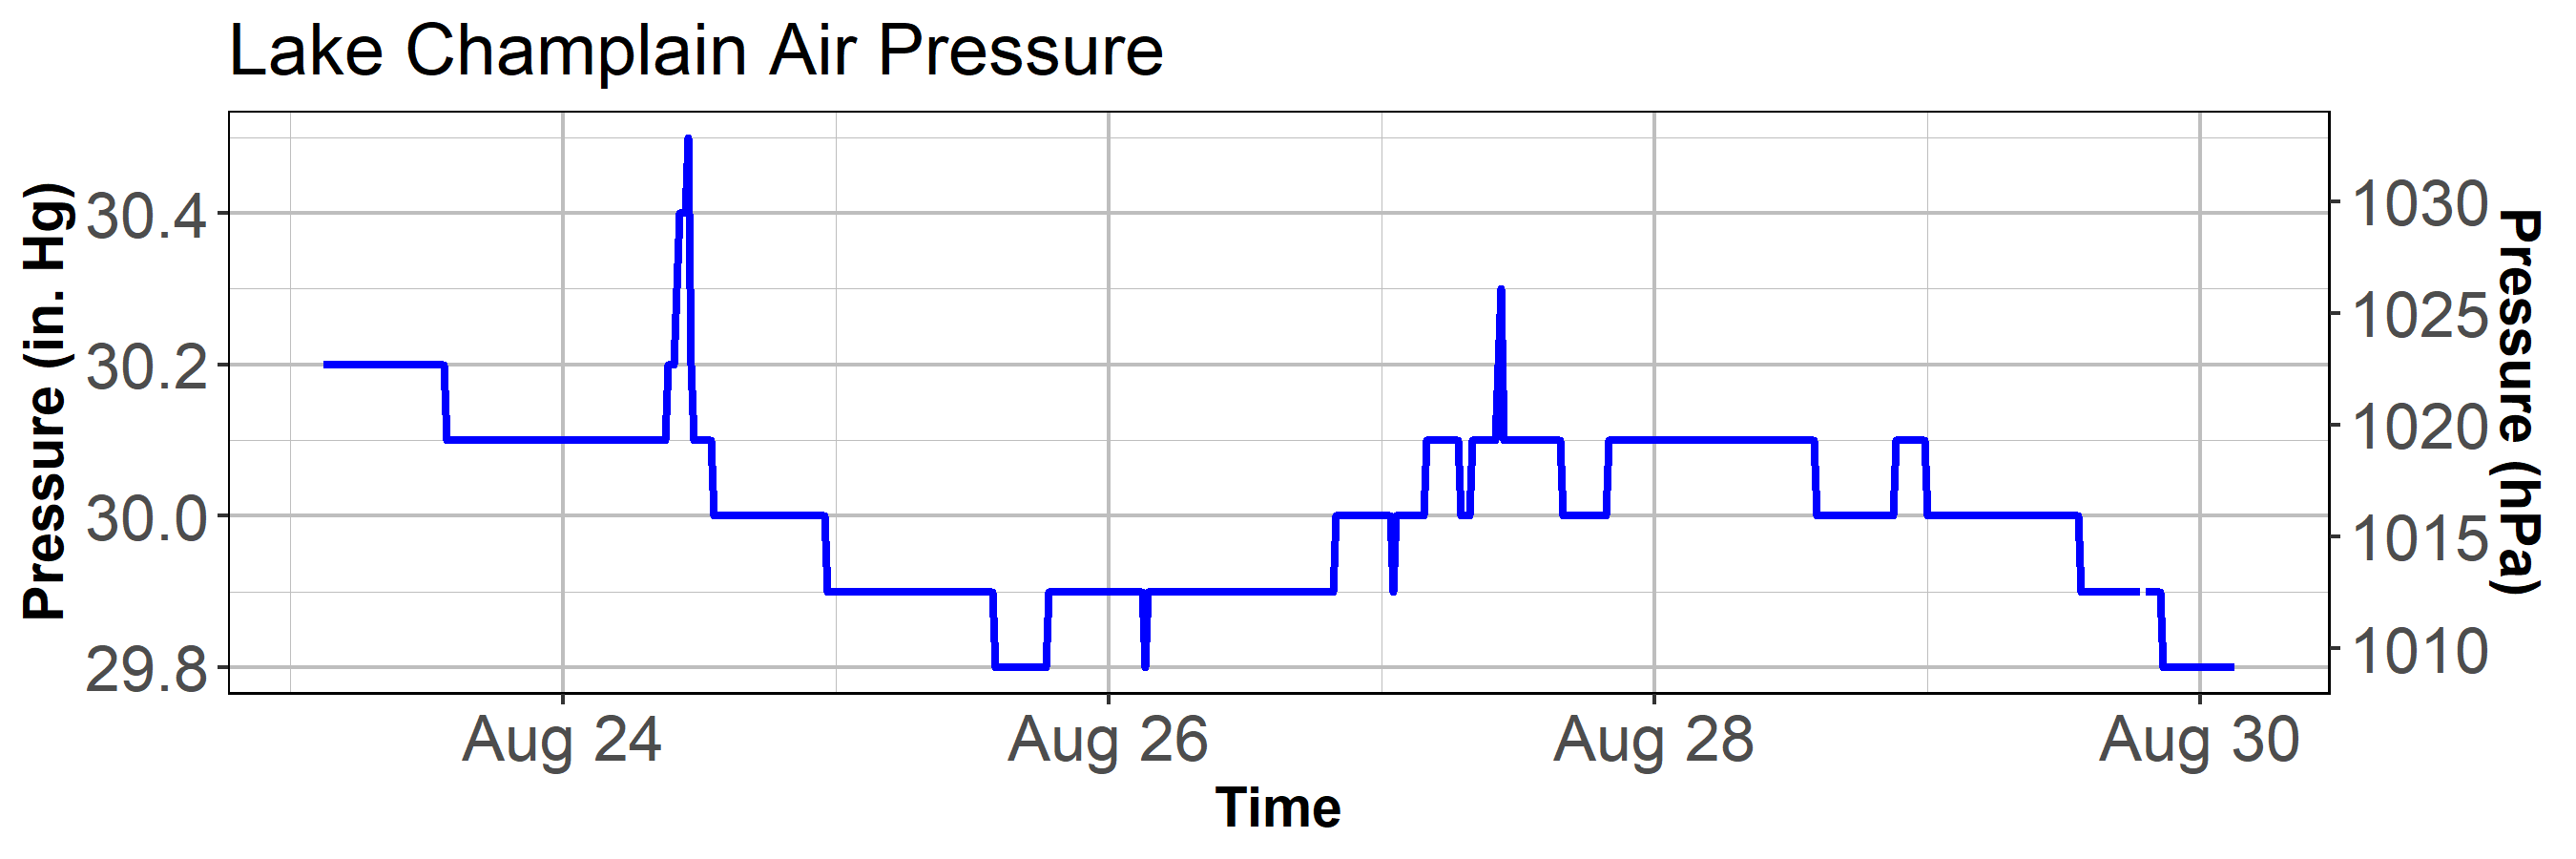 Lake Champlain Air Pressure
Pressure (in. Hg)
30.4
30.2
30.0
29.8
1030
1025
1020
1015
1010
Pressure (hPa)
Aug 24 Aug 26 Aug 28 Aug 30
Time